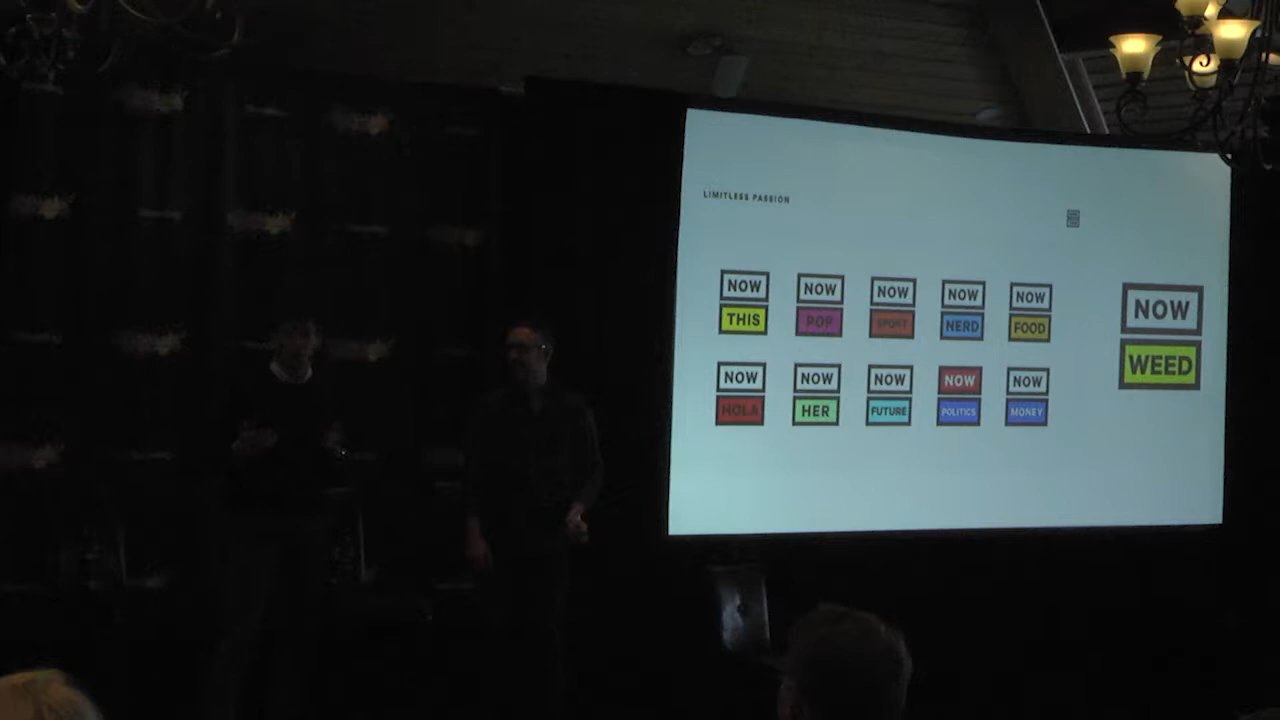 LIMITLESS PASSION
NOW
THIS
NOW
POP
NOW
SPORT
NOW
NERD
NOW
FOOD
NOW
HOLA
NOW
HER
NOW
FUTURE
NOW
POLITICS
NOW
MONEY
NOW
WEED